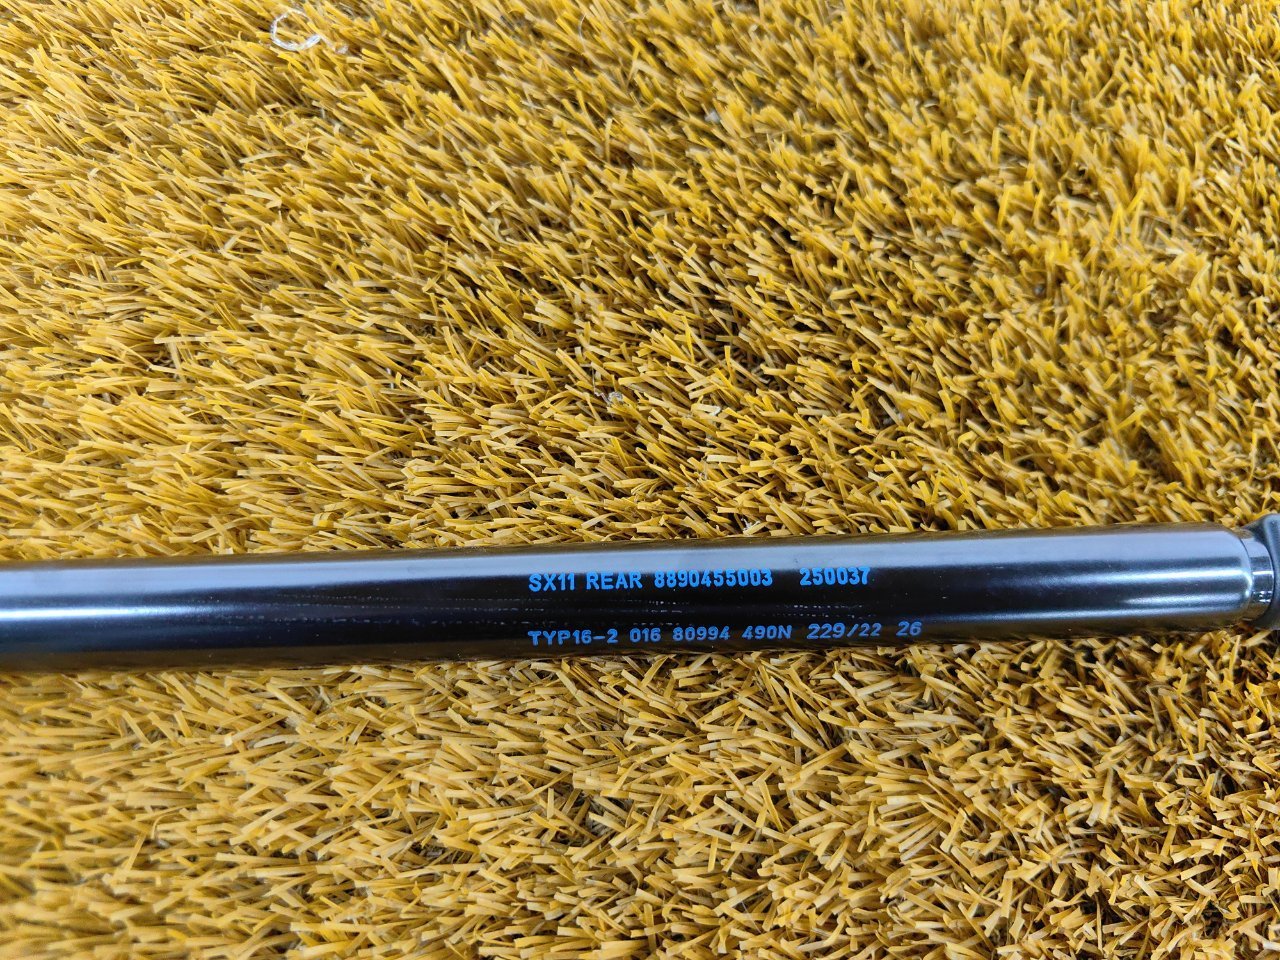 SX11 REAR 8890455003 250037
TYP16-2 016 80994 490N 229/22 26